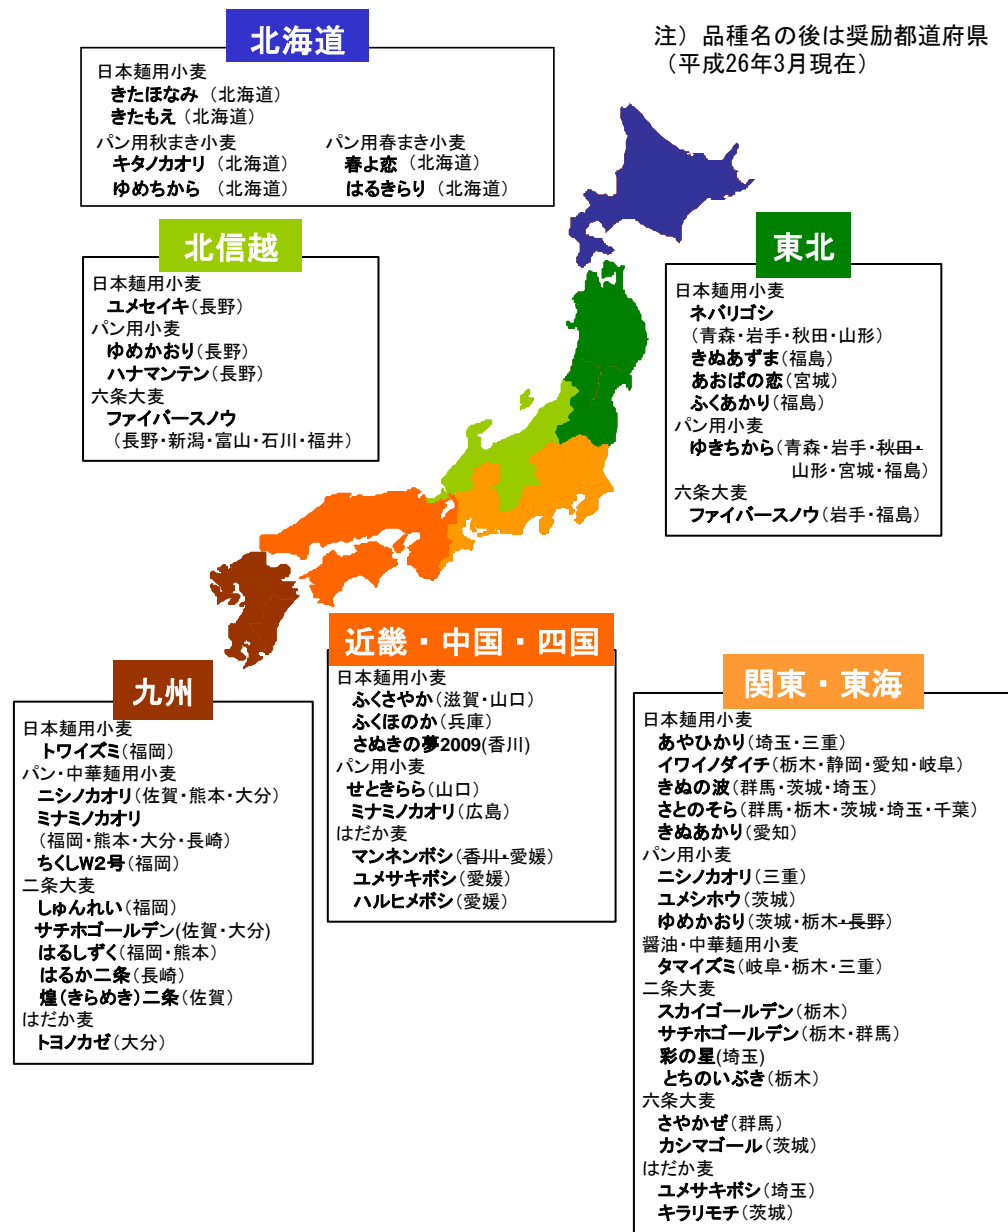 注）品種名の後は奨励都道府県
（平成26年3月現在）
北海道
日本麺用小麦
きたほなみ（北海道）
きたもえ（北海道）
パン用秋まき小麦
キタノカオリ（北海道）
ゆめちから（北海道）
パン用春まき小麦
春よ恋（北海道）
はるきらり（北海道）
北信越
日本麺用小麦
ユメセイキ（長野）
パン用小麦
ゆめかおり（長野）
ハナマンテン（長野）
六条大麦
ファイバースノウ
（長野・新潟・富山・石川・福井）
東北
日本麺用小麦
ネバリゴシ
（青森・岩手・秋田・山形）
きぬあずま（福島）
あおばの恋（宮城）
ふくあかり（福島）
パン用小麦
ゆきちから（青森・岩手・秋田・
山形・宮城・福島）
六条大麦
ファイバースノウ（岩手・福島）
九州
日本麺用小麦
トワイズミ（福岡）
パン・中華麺用小麦
ニシノカオリ（佐賀・熊本・大分）
ミナミノカオリ
（福岡・熊本・大分・長崎）
ちくしW2号（福岡）
二条大麦
しゅんれい（福岡）
サチホゴールデン(佐賀・大分)
はるしずく（福岡・熊本）
はるか二条（長崎）
煌（きらめき）二条（佐賀）
はだか麦
トヨノカゼ（大分）
近畿・中国・四国
日本麺用小麦
ふくさやか（滋賀・山口）
ふくほのか（兵庫）
さぬきの夢2009(香川)
パン用小麦
せときらら（山口）
ミナミノカオリ（広島）
はだか麦
マンネンボシ（香川・愛媛）
ユメサキボシ（愛媛）
ハルヒメボシ（愛媛）
関東・東海
日本麺用小麦
あやひかり（埼玉・三重）
イワイノダイチ（栃木・静岡・愛知・岐阜）
きぬの波（群馬・茨城・埼玉）
さとのそら（群馬・栃木・茨城・埼玉・千葉）
きぬあかり（愛知）
パン用小麦
ニシノカオリ（三重）
ユメシホウ（茨城）
ゆめかおり（茨城・栃木・長野）
醤油・中華麺用小麦
タマイズミ（岐阜・栃木・三重）
二条大麦
スカイゴールデン（栃木）
サチホゴールデン（栃木・群馬）
彩の星(埼玉)
とちのいぶき（栃木）
六条大麦
さやかぜ（群馬）
カシマゴール（茨城）
はだか麦
ユメサキボシ（埼玉）
キラリモチ（茨城）